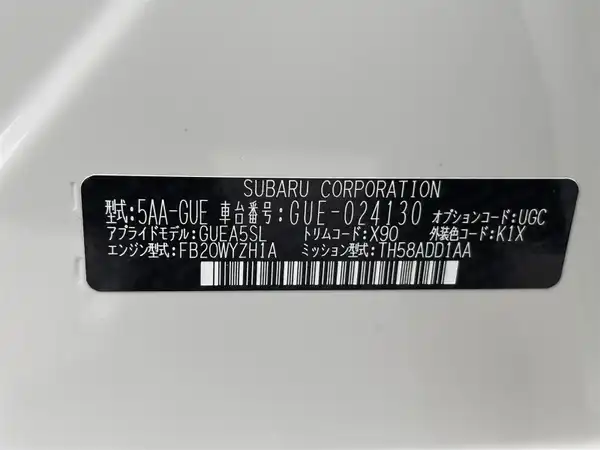 SUBARU CORPORATION
型式:5AA-GUE 車台番号:GUE-024130 オプションコード:UGC
アプライドモデル:GUEA5SL トリムコード:X90 外装色コード:K1X
エンジン型式:FB20WYZH1A ミッション型式:TH58ADD1AA